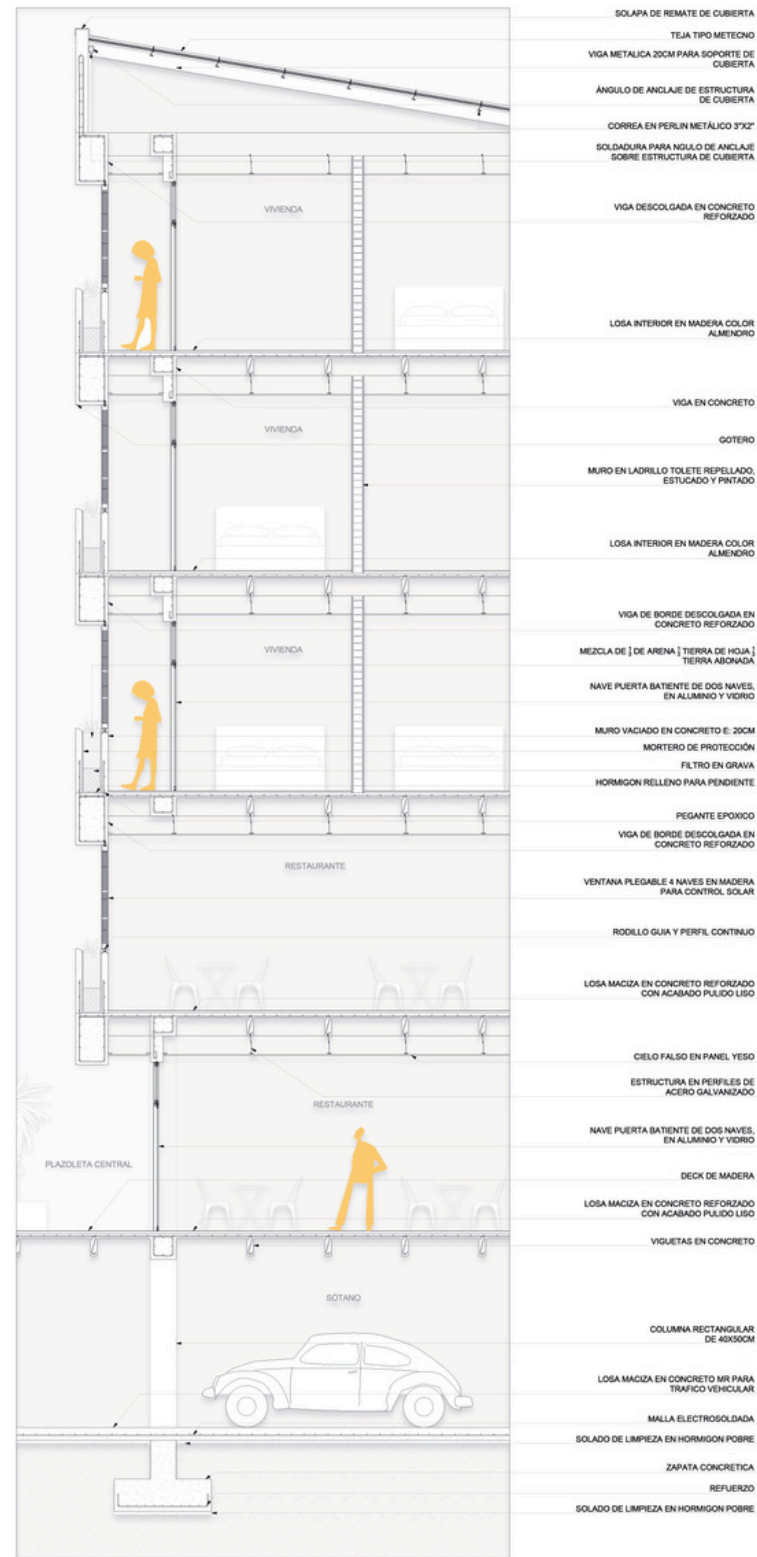 SOLAPA DE REMATE DE CUBIERTA
TEJA TIPO METECNO
VIGA METALICA 20CM PARA SOPORTE DE
CUBIERTA
ÁNGULO DE ANCLAJE DE ESTRUCTURA
DE CUBIERTA
CORREA EN PERLIN METÁLICO 3"X2"
SOLDADURA PARA NGULO DE ANCLAJE
SOBRE ESTRUCTURA DE CUBIERTA
VIVIENDA
VIGA DESCOLGADA EN CONCRETO
REFORZADO
LOSA INTERIOR EN MADERA COLOR
ALMENDRO
VIGA EN CONCRETO
VIVIENDA
GOTERO
MURO EN LADRILLO TOLETE REPELLADO,
ESTUCADO Y PINTADO
LOSA INTERIOR EN MADERA COLOR
ALMENDRO
VIGA DE BORDE DESCOLGADA EN
CONCRETO REFORZADO
VIVIENDA
MEZCLA DE DE ARENA TIERRA DE HOJA
TIERRA ABONADA
NAVE PUERTA BATIENTE DE DOS NAVES,
EN ALUMINIO Y VIDRIO
MURO VACIADO EN CONCRETO E: 20CM
MORTERO DE PROTECCIÓN
FILTRO EN GRAVA
HORMIGON RELLENO PARA PENDIENTE
PEGANTE EPOXICO
VIGA DE BORDE DESCOLGADA EN
CONCRETO REFORZADO
RESTAURANTE
VENTANA PLEGABLE 4 NAVES EN MADERA
PARA CONTROL SOLAR
RODILLO GUIA Y PERFIL CONTINUO
LOSA MACIZA EN CONCRETO REFORZADO
CON ACABADO PULIDO LISO
CIELO FALSO EN PANEL YESO
ESTRUCTURA EN PERFILES DE
ACERO GALVANIZADO
RESTAURANTE
NAVE PUERTA BATIENTE DE DOS NAVES,
EN ALUMINIO Y VIDRIO
PLAZOLETA CENTRAL
DECK DE MADERA
LOSA MACIZA EN CONCRETO REFORZADO
CON ACABADO PULIDO LISO
VIGUETAS EN CONCRETO
SÓTANO
COLUMNA RECTANGULAR
DE 40X50CM
LOSA MACIZA EN CONCRETO MR PARA
TRAFICO VEHICULAR
MALLA ELECTROSOLDADA
SOLADO DE LIMPIEZA EN HORMIGON POBRE
ZAPATA CONCRETICA
REFUERZO
SOLADO DE LIMPIEZA EN HORMIGON POBRE